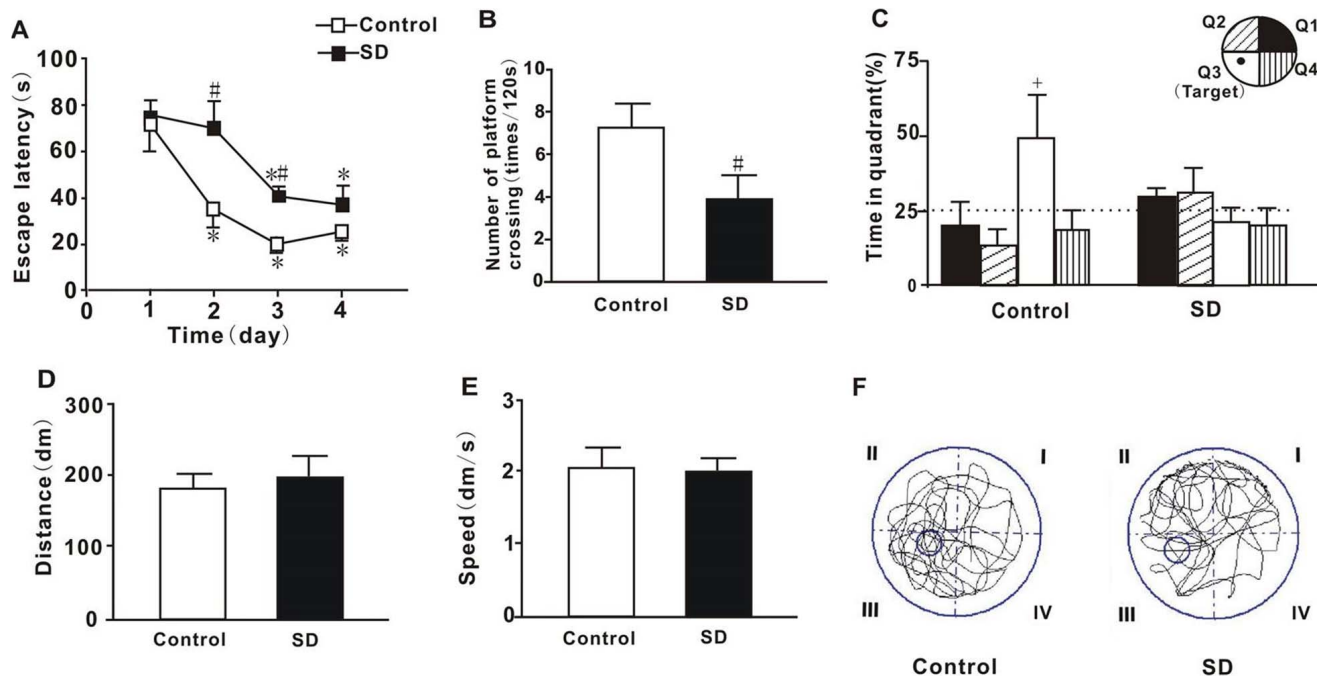 A
Control
SD
Escape latency(s)
100
80
60
40
20
0
#
*#
*
*
*
*
0
1
2
3
4
Time(day)
B
Number of platform
crossing(times/120s)
10
8
6
4
2
0
#
Control
SD
C
Q2
Q1
Q3
Q4
(Target)
Time in quadrant(%)
75
50
25
0
+
Control
SD
D
Distance(dm)
300
200
100
0
Control
SD
E
Speed(dm/s)
3
2
1
0
Control
SD
F
II
I
III
IV
Control
II
I
III
IV
SD